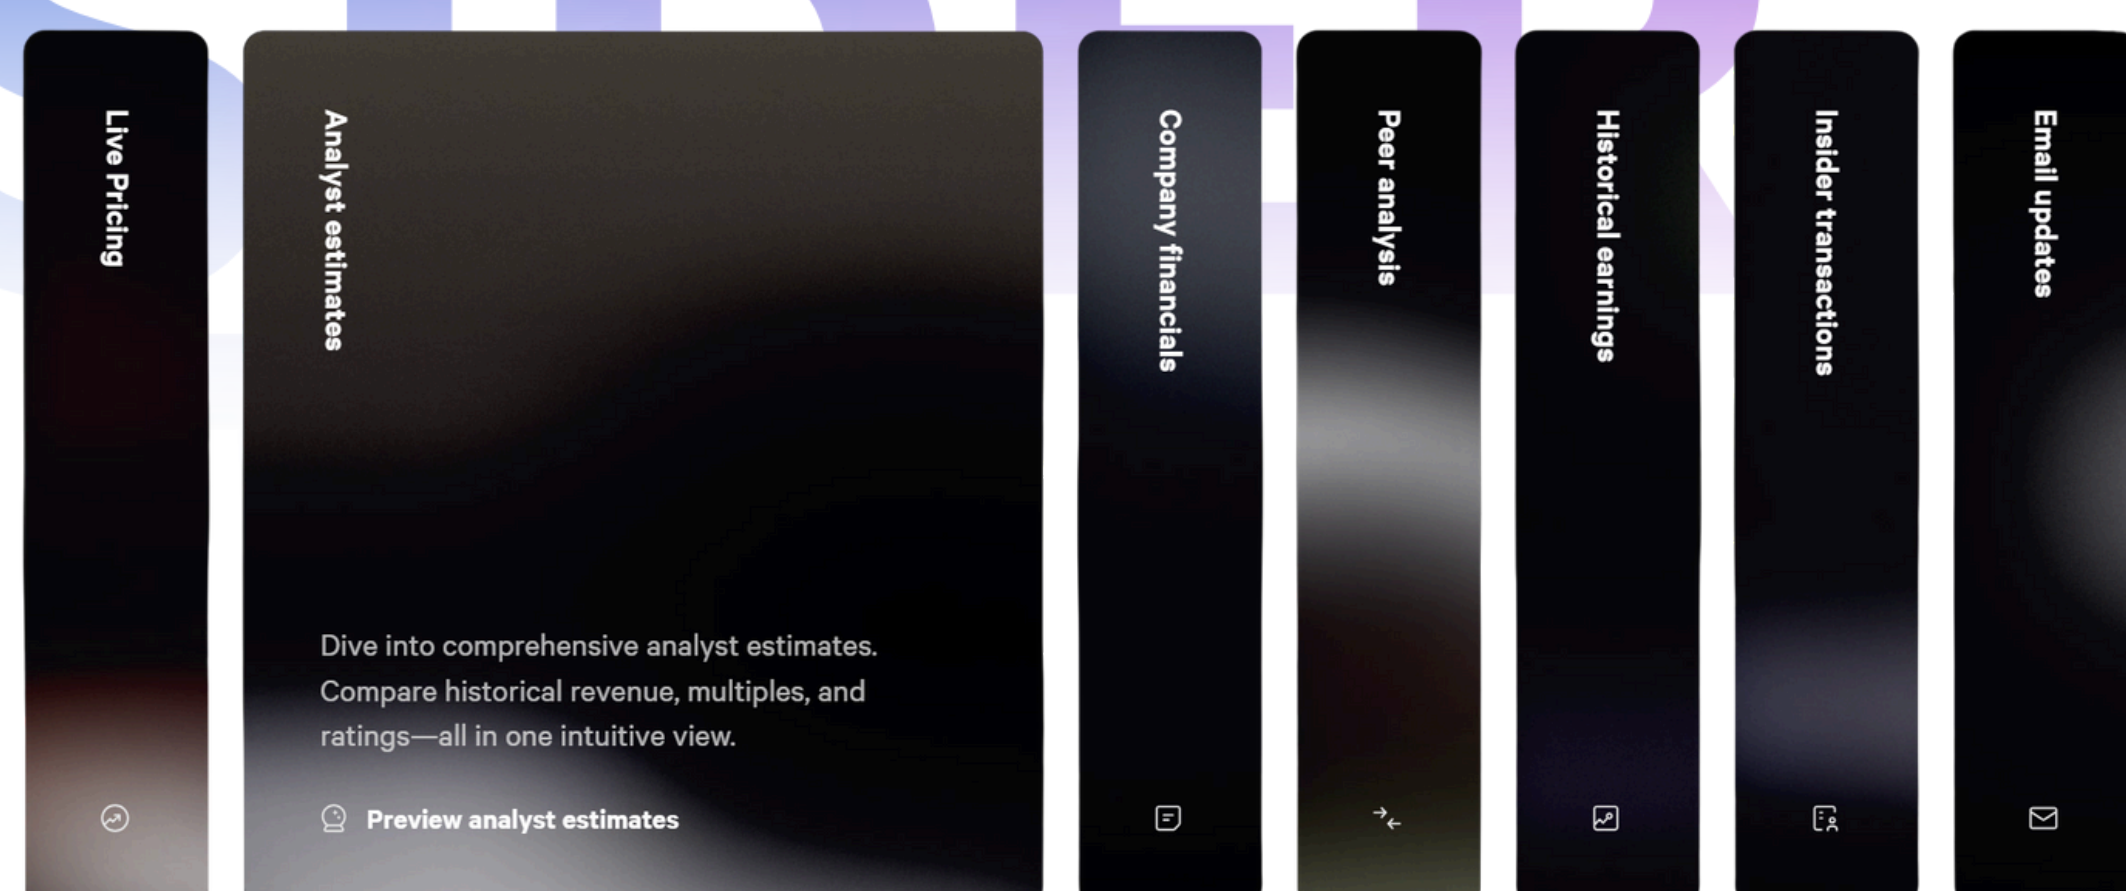 Live Pricing
Analyst estimates
Dive into comprehensive analyst estimates.
Compare historical revenue, multiples, and
ratings—all in one intuitive view.
Preview analyst estimates
Company financials
Peer analysis
Historical earnings
Insider transactions
Email updates